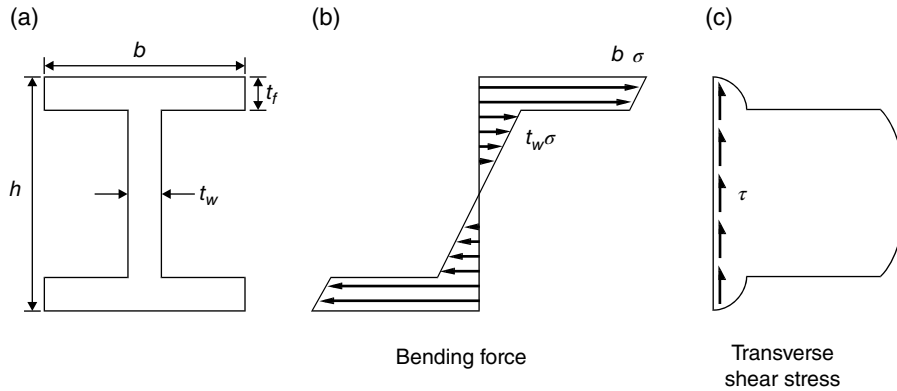 (a)
b
t_f
h
t_w
(b)
b σ
t_wσ
Bending force
(c)
τ
Transverse
shear stress